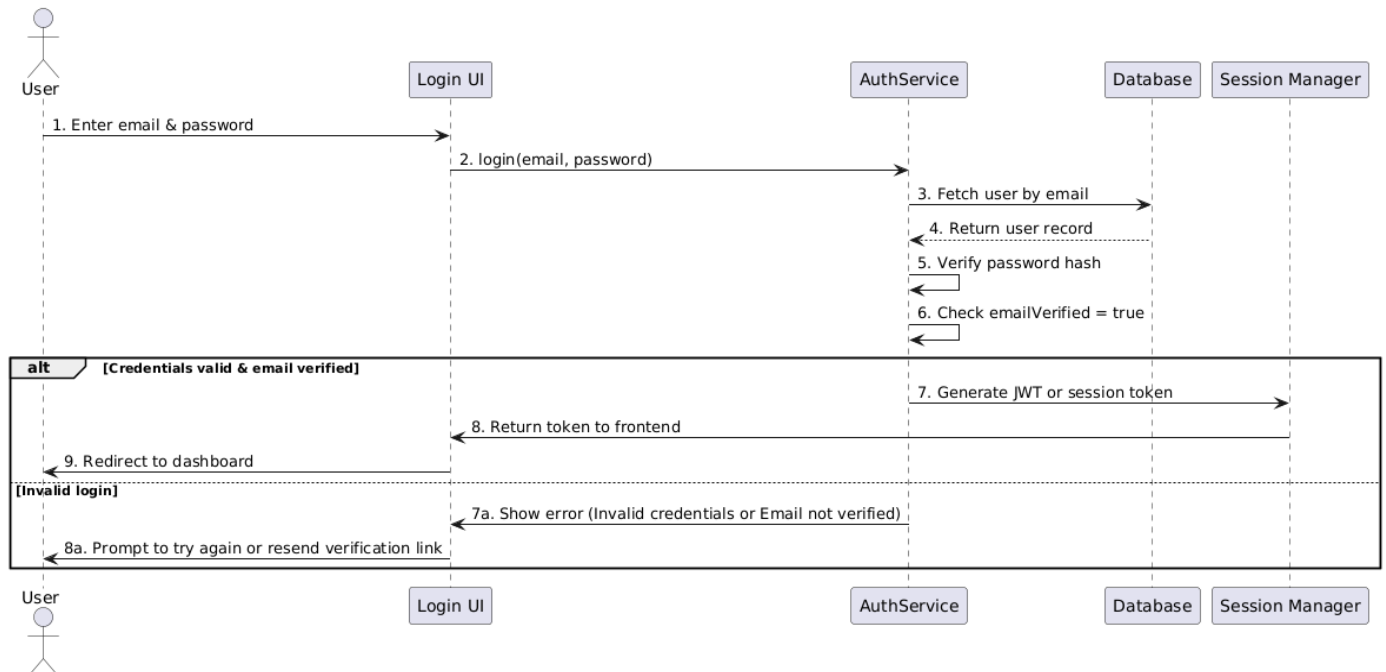 User
Login UI
AuthService
Database
Session Manager
1. Enter email & password
2. login(email, password)
3. Fetch user by email
4. Return user record
5. Verify password hash
6. Check emailVerified = true
alt
[Credentials valid & email verified]
7. Generate JWT or session token
8. Return token to frontend
9. Redirect to dashboard
[Invalid login]
7a. Show error (Invalid credentials or Email not verified)
8a. Prompt to try again or resend verification link
User
Login UI
AuthService
Database
Session Manager